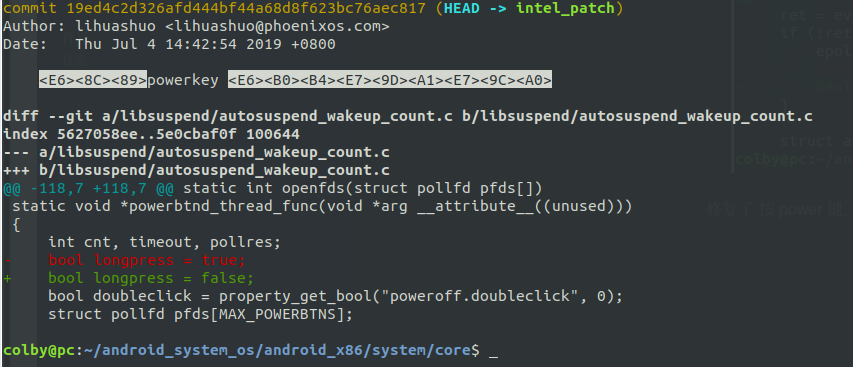 commit 19ed4c2d326afd444bf44a68d8f623bc76aec817 (HEAD -> intel_patch)
Author: lihuashuo <lihuashuo@phoenixos.com>
Date:   Thu Jul 4 14:42:54 2019 +0800
<E6><8C><89>powerkey <E6><B0><B4><E7><9D><A1><E7><9C><A0>
diff --git a/libsuspend/autosuspend_wakeup_count.c b/libsuspend/autosuspend_wakeup_count.c
index 5627058ee..5e0cbaf0f 100644
--- a/libsuspend/autosuspend_wakeup_count.c
+++ b/libsuspend/autosuspend_wakeup_count.c
@@ -118,7 +118,7 @@ static int openfds(struct pollfd pfds[])
 static void *powerbtnd_thread_func(void *arg __attribute__((unused)))
 {
     int cnt, timeout, pollres;
-    bool longpress = true;
+    bool longpress = false;
     bool doubleclick = property_get_bool("poweroff.doubleclick", 0);
     struct pollfd pfds[MAX_POWERBTNS];
colby@pc:~/android_system_os/android_x86/system/core$ _